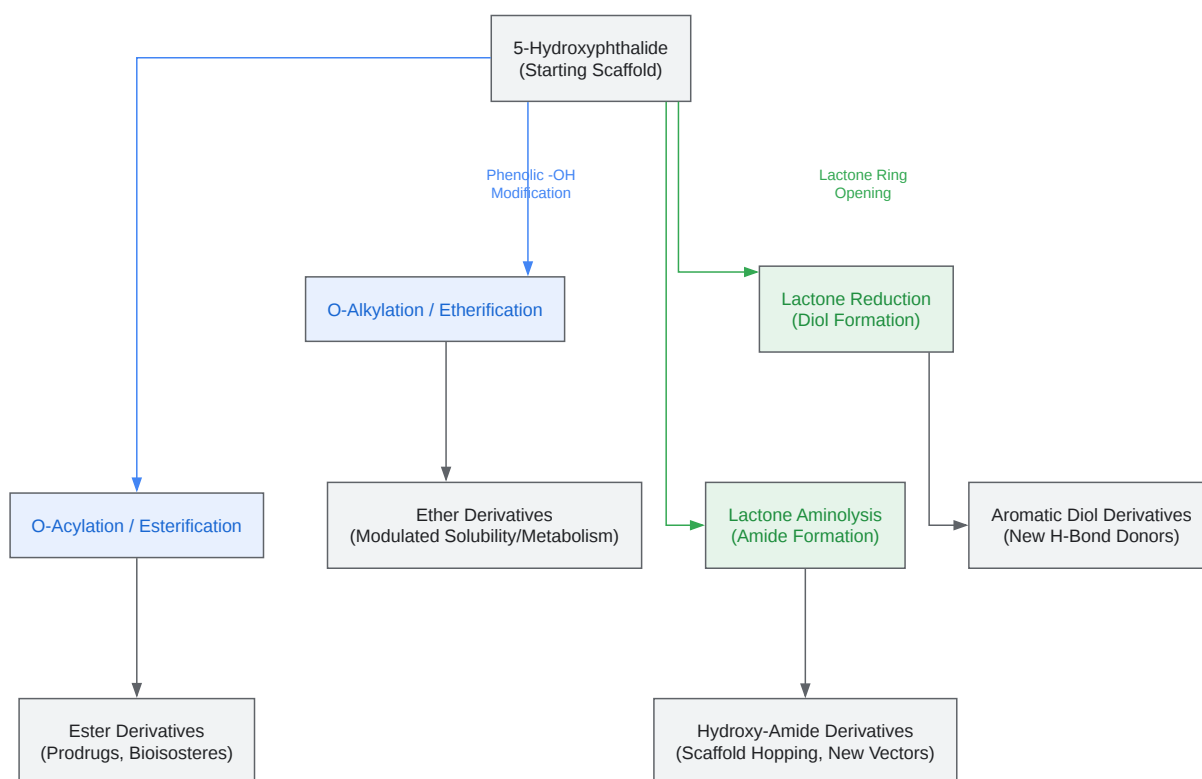 5-Hydroxyphthalide
(Starting Scaffold)
Phenolic -OH
Modification
Lactone Ring
Opening
O-Alkylation / Etherification
Lactone Reduction
(Diol Formation)
O-Acylation / Esterification
Ether Derivatives
(Modulated Solubility/Metabolism)
Lactone Aminolysis
(Amide Formation)
Aromatic Diol Derivatives
(New H-Bond Donors)
Ester Derivatives
(Prodrugs, Bioisosteres)
Hydroxy-Amide Derivatives
(Scaffold Hopping, New Vectors)